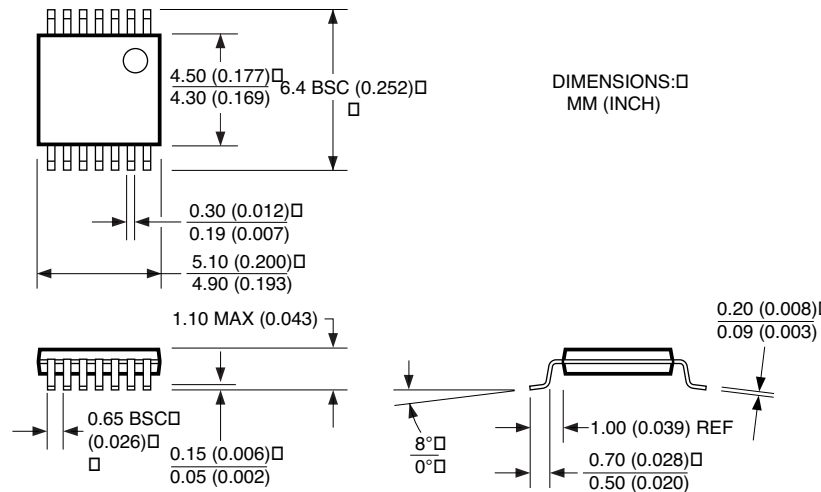 4.50 (0.177)
4.30 (0.169)
6.4 BSC (0.252)
DIMENSIONS:
MM (INCH)
0.30 (0.012)
0.19 (0.007)
5.10 (0.200)
4.90 (0.193)
1.10 MAX (0.043)
0.65 BSC
(0.026)
0.15 (0.006)
0.05 (0.002)
0.20 (0.008)
0.09 (0.003)
8°
0°
1.00 (0.039) REF
0.70 (0.028)
0.50 (0.020)